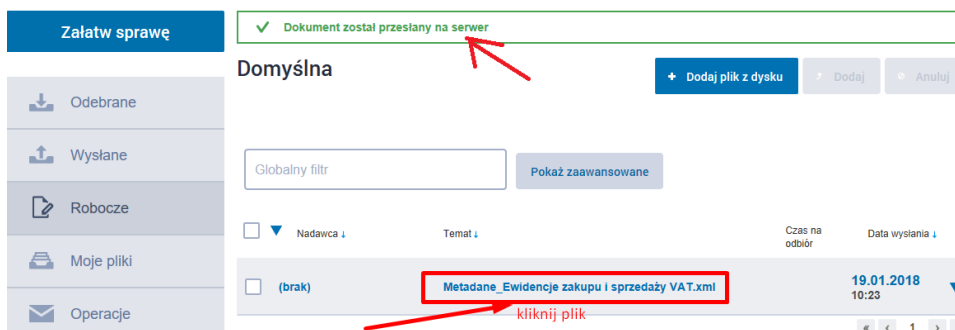 Załatw sprawę
Dokument został przesłany na serwer
Domyślna
+ Dodaj plik z dysku
Dodaj
Anuluj
Odebrane
Wysłane
Robocze
Moje pliki
Operacje
Globalny filtr
Pokaż zaawansowane
Nadawca ↓
Temat ↓
Czas na
odbiór
Data wysłania ↓
(brak)
Metadane_Ewidencje zakupu i sprzedaży VAT.xml
19.01.2018
10:23
kliknij plik
« ‹ 1 ›